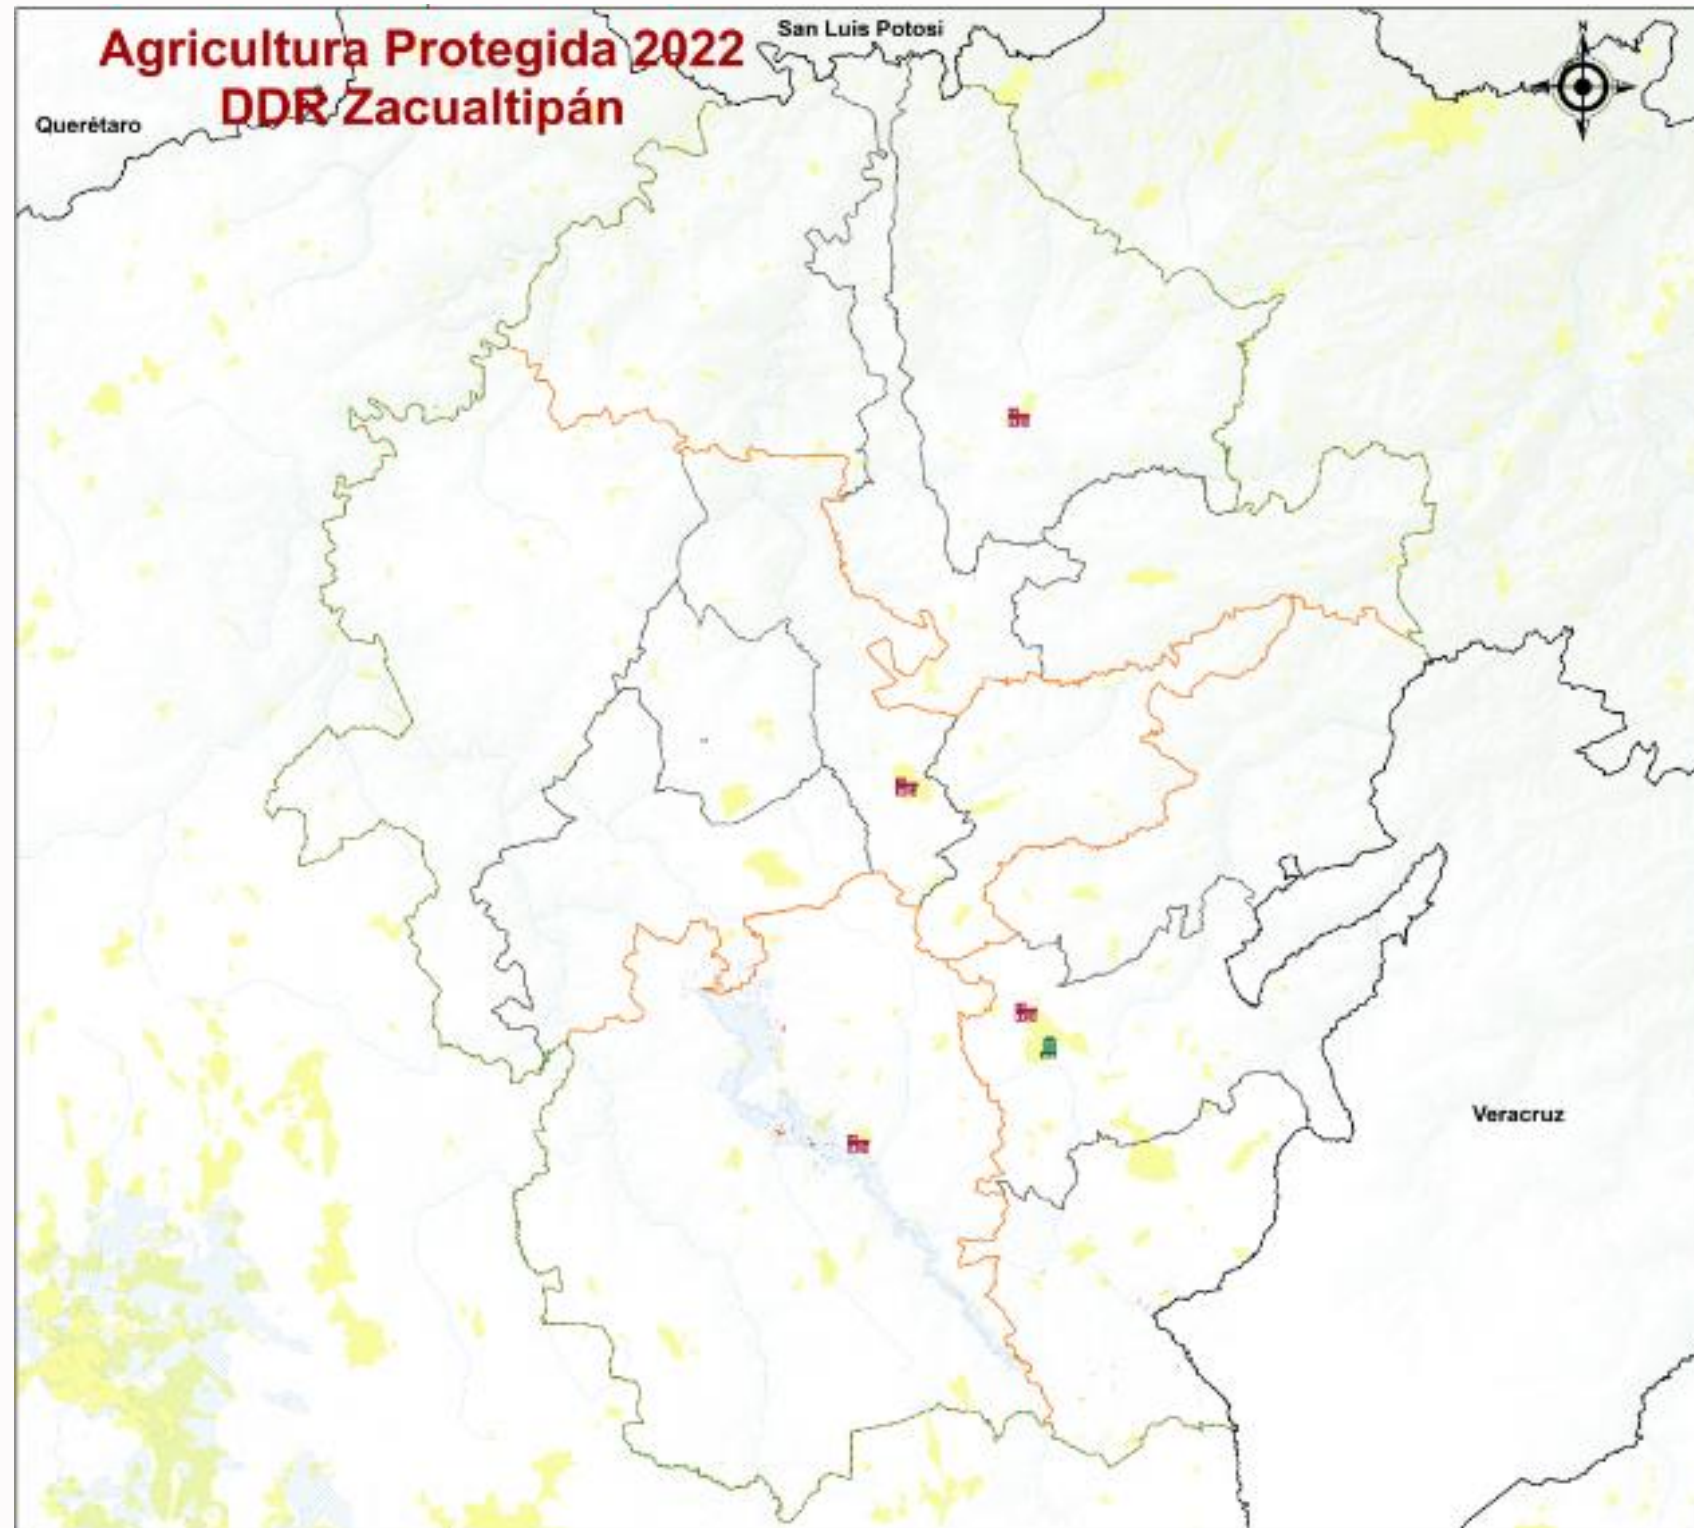 Agricultura Protegida 2022
DDR Zacualtipán
San Luis Potosi
Querétaro
N
Veracruz